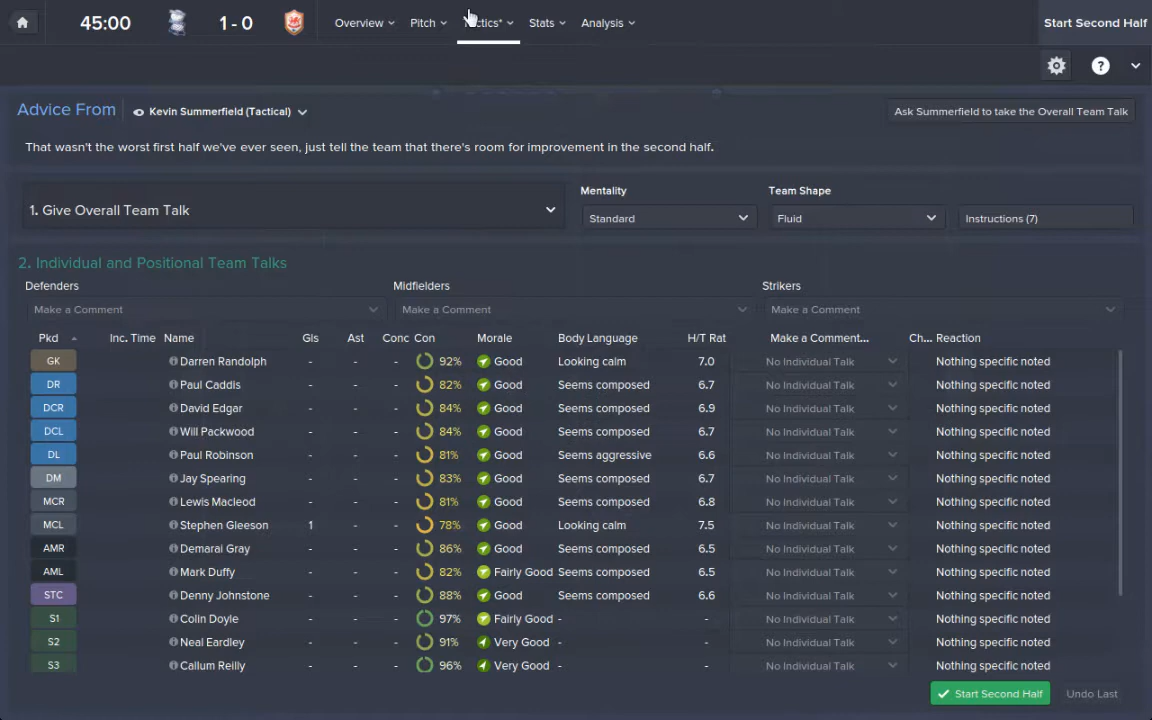 45:00 1 - 0 Overview Pitch Tactics* Stats Analysis Start Second Half
Advice From Kevin Summerfield (Tactical) Ask Summerfield to take the Overall Team Talk
That wasn't the worst first half we've ever seen, just tell the team that there's room for improvement in the second half.
Mentality Team Shape
1. Give Overall Team Talk Standard Fluid Instructions (7)
2. Individual and Positional Team Talks
Defenders Midfielders Strikers
Make a Comment Make a Comment Make a Comment
Pkd Inc. Time Name Gls Ast Conc Con Morale Body Language H/T Rat Make a Comment... Ch... Reaction
GK Darren Randolph - - - 92% Good Looking calm 7.0 No Individual Talk Nothing specific noted
DR Paul Caddis - - - 82% Good Seems composed 6.7 No Individual Talk Nothing specific noted
DCR David Edgar - - - 84% Good Seems composed 6.9 No Individual Talk Nothing specific noted
DCL Will Packwood - - - 84% Good Seems composed 6.7 No Individual Talk Nothing specific noted
DL Paul Robinson - - - 81% Good Seems aggressive 6.6 No Individual Talk Nothing specific noted
DM Jay Spearing - - - 83% Good Seems composed 6.7 No Individual Talk Nothing specific noted
MCR Lewis Macleod - - - 81% Good Seems composed 6.8 No Individual Talk Nothing specific noted
MCL Stephen Gleeson 1 - - 78% Good Looking calm 7.5 No Individual Talk Nothing specific noted
AMR Demarai Gray - - - 86% Good Seems composed 6.5 No Individual Talk Nothing specific noted
AML Mark Duffy - - - 82% Fairly Good Seems composed 6.5 No Individual Talk Nothing specific noted
STC Denny Johnstone - - - 88% Good Seems composed 6.6 No Individual Talk Nothing specific noted
S1 Colin Doyle - - - 97% Fairly Good - - No Individual Talk Nothing specific noted
S2 Neal Eardley - - - 91% Very Good - - No Individual Talk Nothing specific noted
S3 Callum Reilly - - - 96% Very Good - - No Individual Talk Nothing specific noted
Start Second Half Undo Last